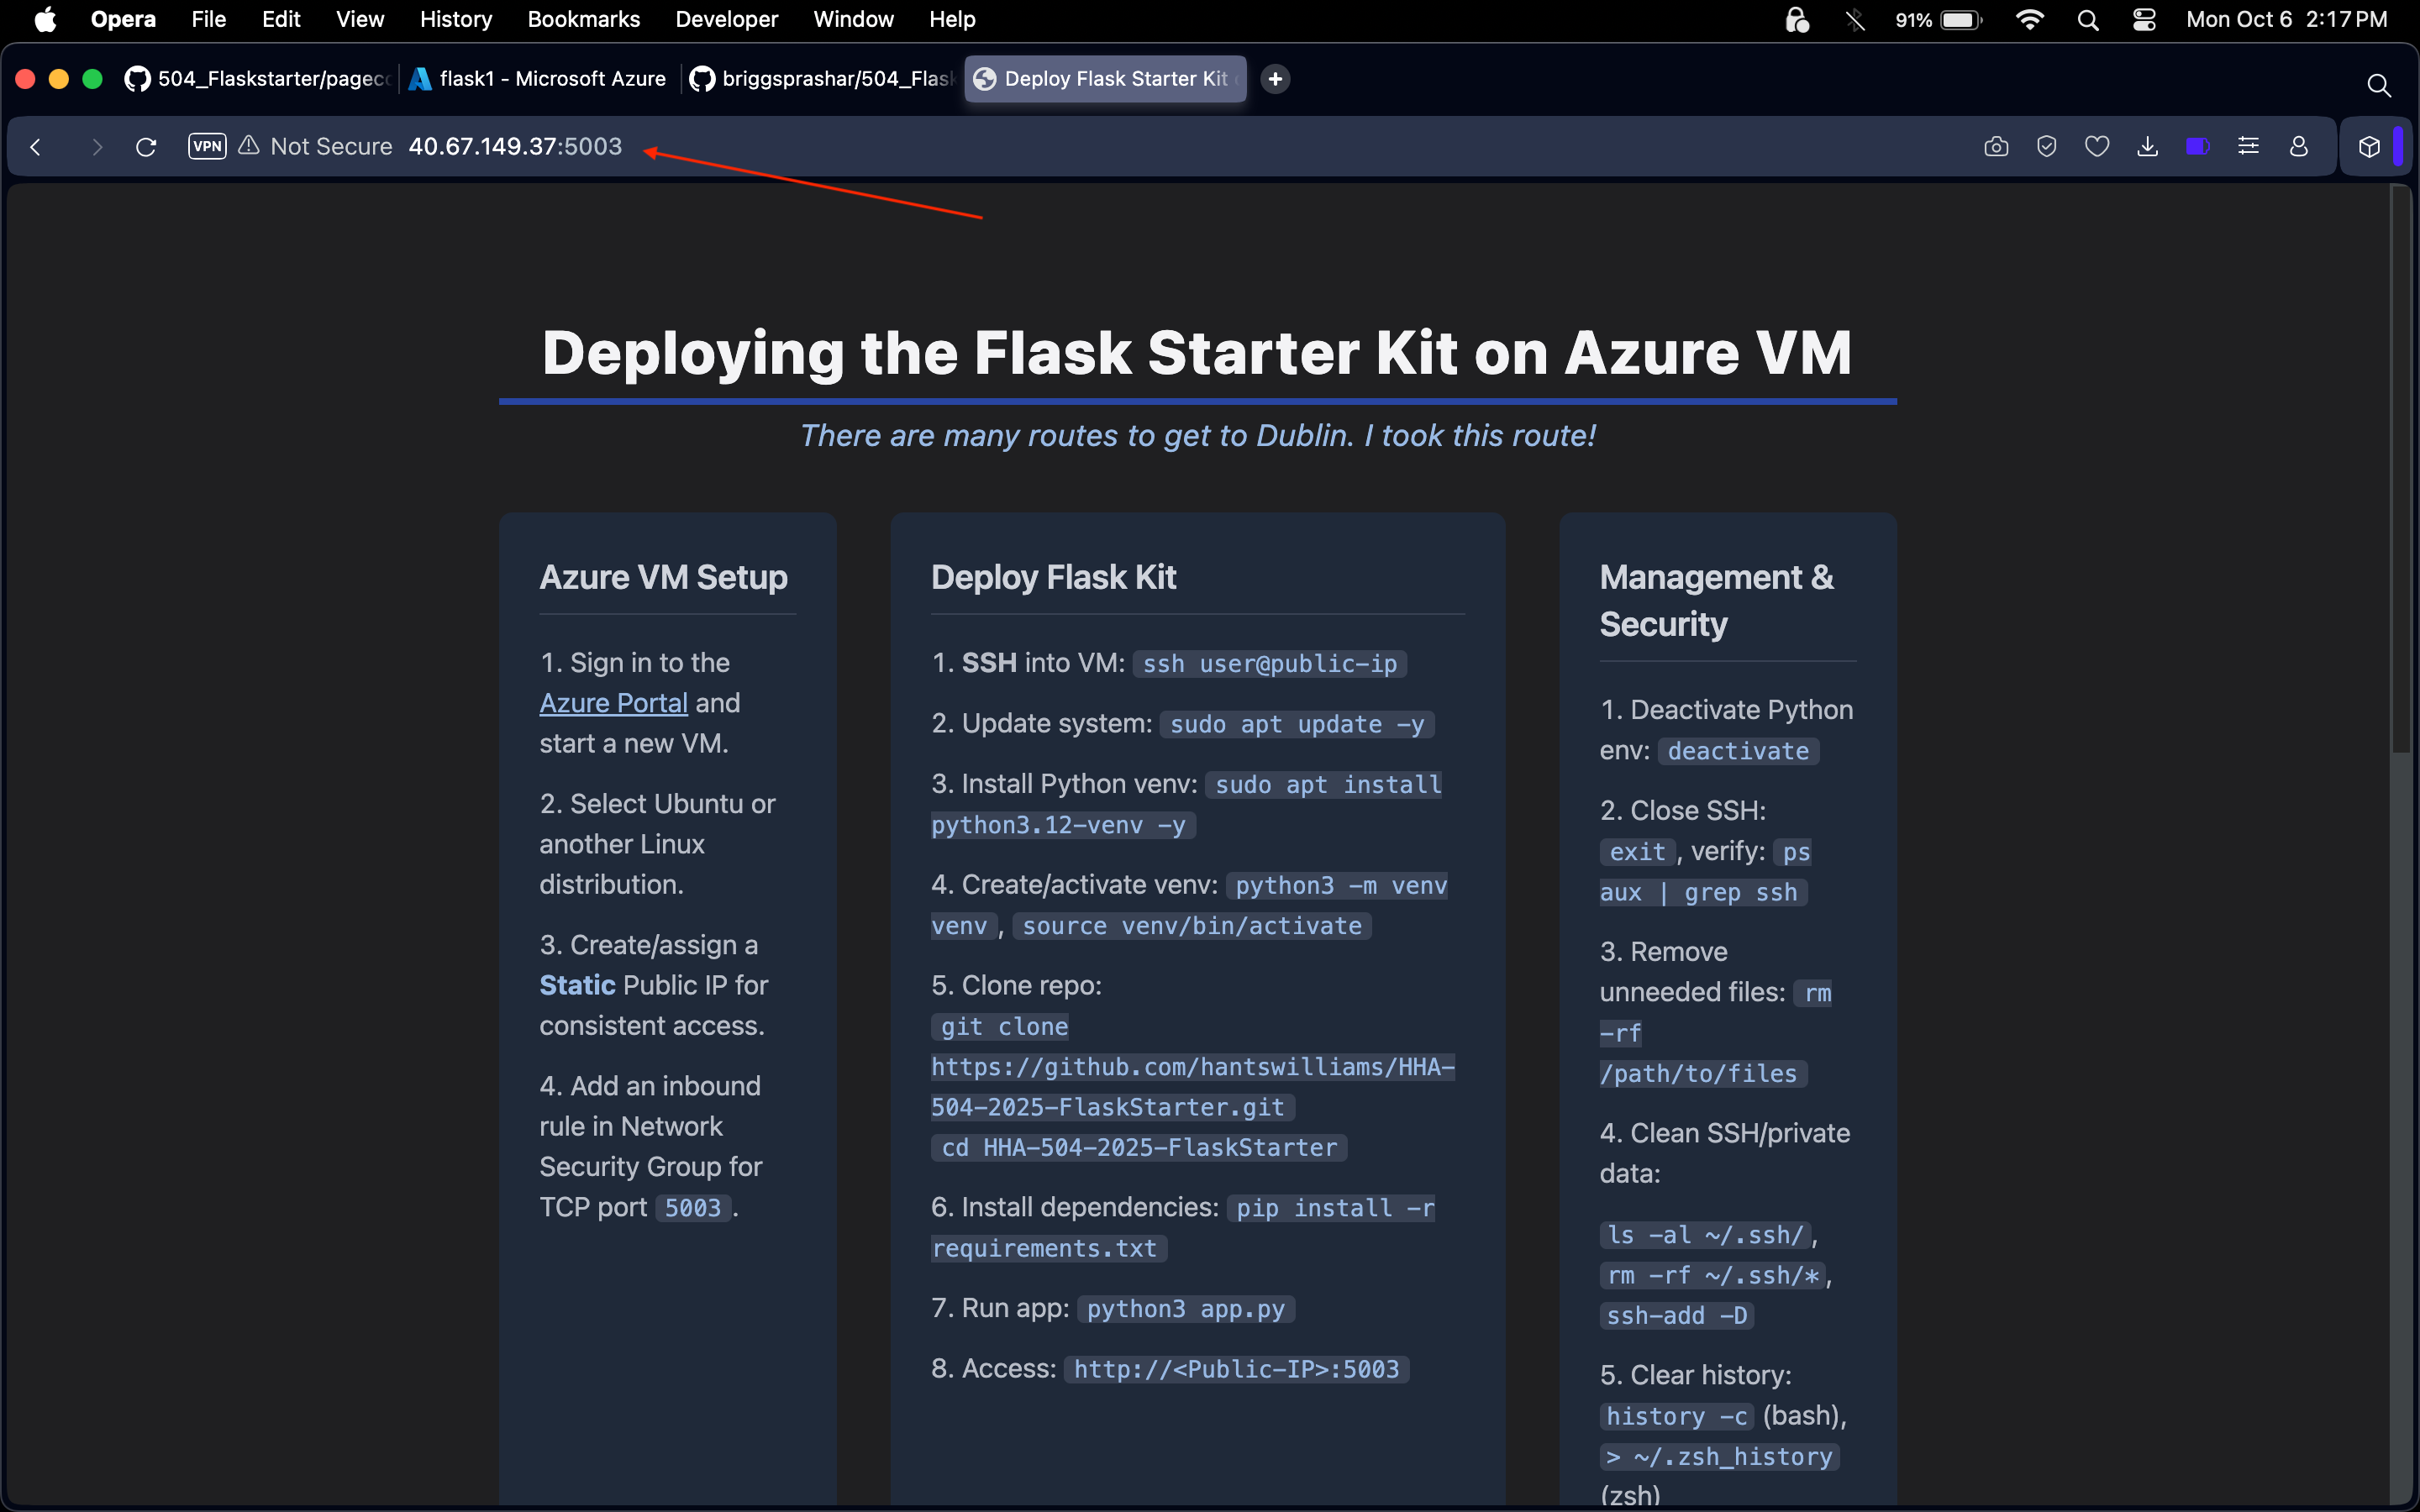 Opera File Edit View History Bookmarks Developer Window Help 91% Mon Oct 6 2:17 PM
504_Flaskstarter/pagecc flask1 - Microsoft Azure briggsprashar/504_Flask Deploy Flask Starter Kit
VPN Not Secure 40.67.149.37:5003
Deploying the Flask Starter Kit on Azure VM
There are many routes to get to Dublin. I took this route!
Azure VM Setup
1. Sign in to the
Azure Portal and
start a new VM.
2. Select Ubuntu or
another Linux
distribution.
3. Create/assign a
Static Public IP for
consistent access.
4. Add an inbound
rule in Network
Security Group for
TCP port 5003.
Deploy Flask Kit
1. SSH into VM: ssh user@public-ip
2. Update system: sudo apt update -y
3. Install Python venv: sudo apt install
python3.12-venv -y
4. Create/activate venv: python3 -m venv
venv, source venv/bin/activate
5. Clone repo:
git clone
https://github.com/hantswilliams/HHA-
504-2025-FlaskStarter.git
cd HHA-504-2025-FlaskStarter
6. Install dependencies: pip install -r
requirements.txt
7. Run app: python3 app.py
8. Access: http://<Public-IP>:5003
Management &
Security
1. Deactivate Python
env: deactivate
2. Close SSH:
exit, verify: ps
aux | grep ssh
3. Remove
unneeded files: rm
-rf
/path/to/files
4. Clean SSH/private
data:
ls -al ~/.ssh/,
rm -rf ~/.ssh/*,
ssh-add -D
5. Clear history:
history -c (bash),
> ~/.zsh_history
(zsh)